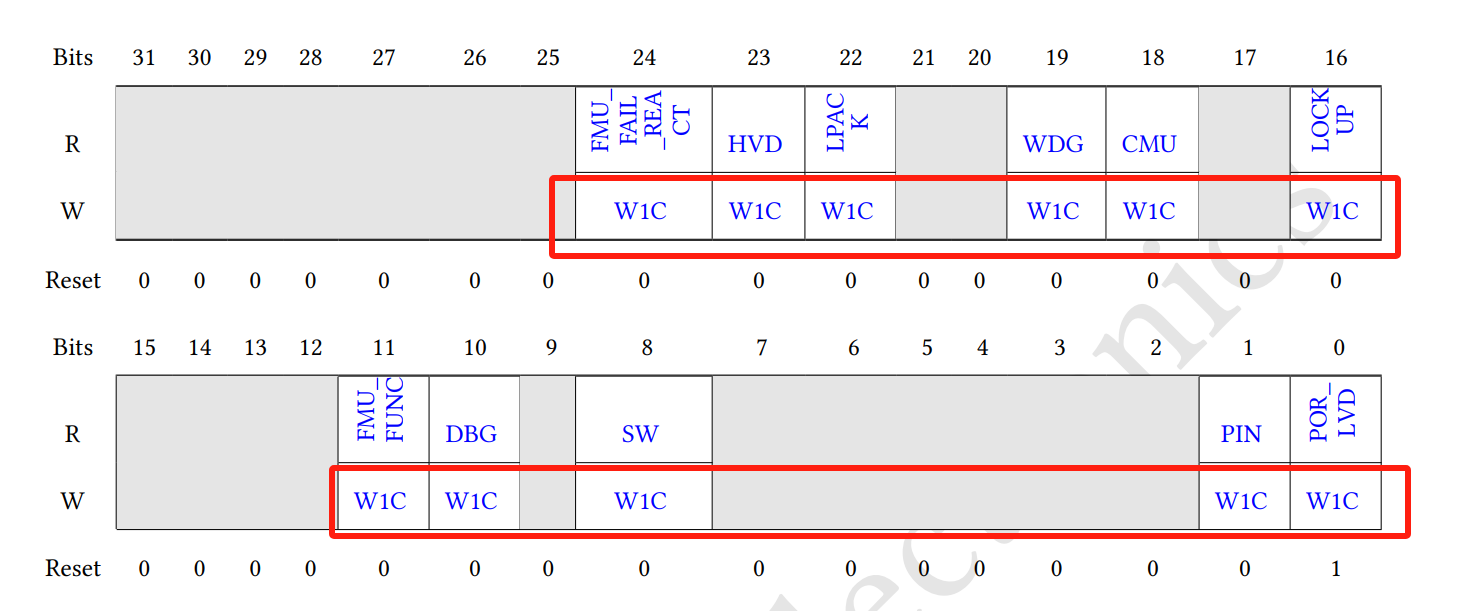 Bits 31 30 29 28 27 26 25 24 23 22 21 20 19 18 17 16
R FMU_FAIL_REACT HVD LPACK WDG CMU LOCKUP
W W1C W1C W1C W1C W1C W1C
Reset 0 0 0 0 0 0 0 0 0 0 0 0 0 0 0 0
Bits 15 14 13 12 11 10 9 8 7 6 5 4 3 2 1 0
R FMU_FUNC DBG SW PIN POR_LVD
W W1C W1C W1C W1C W1C
Reset 0 0 0 0 0 0 0 0 0 0 0 0 0 0 0 1